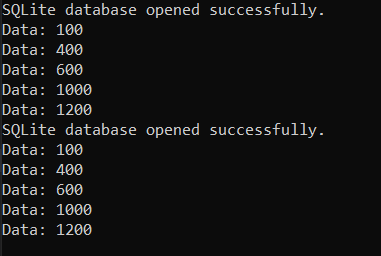 SQLite database opened successfully.
Data: 100
Data: 400
Data: 600
Data: 1000
Data: 1200
SQLite database opened successfully.
Data: 100
Data: 400
Data: 600
Data: 1000
Data: 1200